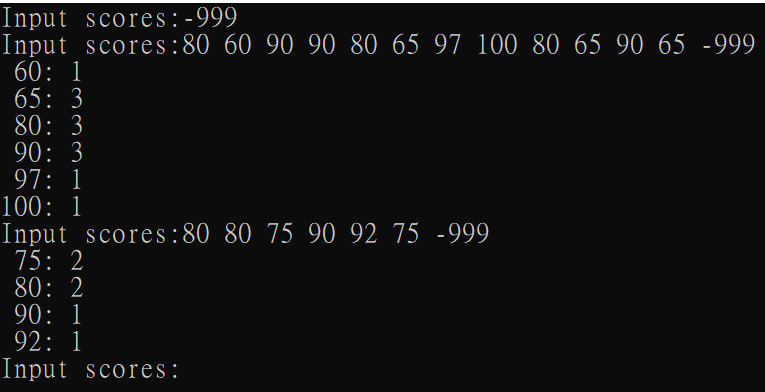 Input scores:-999
Input scores:80 60 90 90 80 65 97 100 80 65 90 65 -999
 60: 1
 65: 3
 80: 3
 90: 3
 97: 1
100: 1
Input scores:80 80 75 90 92 75 -999
 75: 2
 80: 2
 90: 1
 92: 1
Input scores: